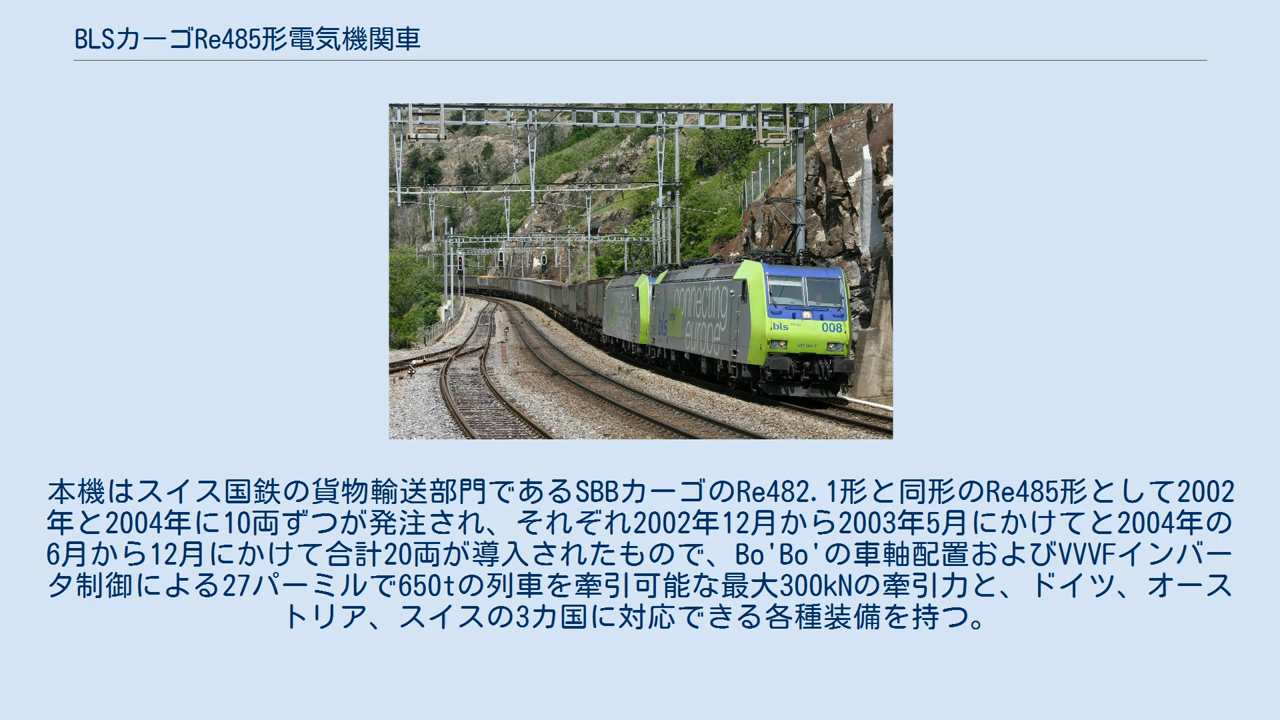 BLSカーゴRe485形電気機関車
connecting
europe
bls
cargo
008
本機はスイス国鉄の貨物輸送部門であるSBBカーゴのRe482.1形と同形のRe485形として2002
年と2004年に10両ずつが発注され、それぞれ2002年12月から2003年5月にかけてと2004年の
6月から12月にかけて合計20両が導入されたもので、Bo'Bo'の車軸配置およびVVVFインバー
タ制御による27パーミルで650tの列車を牽引可能な最大300kNの牽引力と、ドイツ、オース
トリア、スイスの3カ国に対応できる各種装備を持つ。